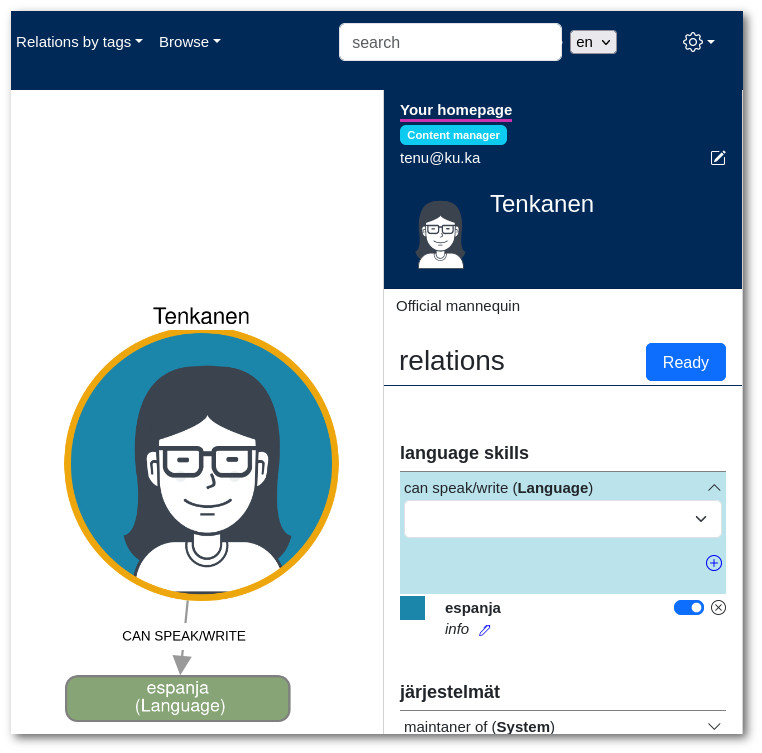 Relations by tags Browse search en
Your homepage
Content manager
tenu@ku.ka
Tenkanen
Official mannequin
relations Ready
language skills
can speak/write (Language)
espanja
info
järjestelmät
maintaner of (System)
Tenkanen
CAN SPEAK/WRITE
espanja
(Language)